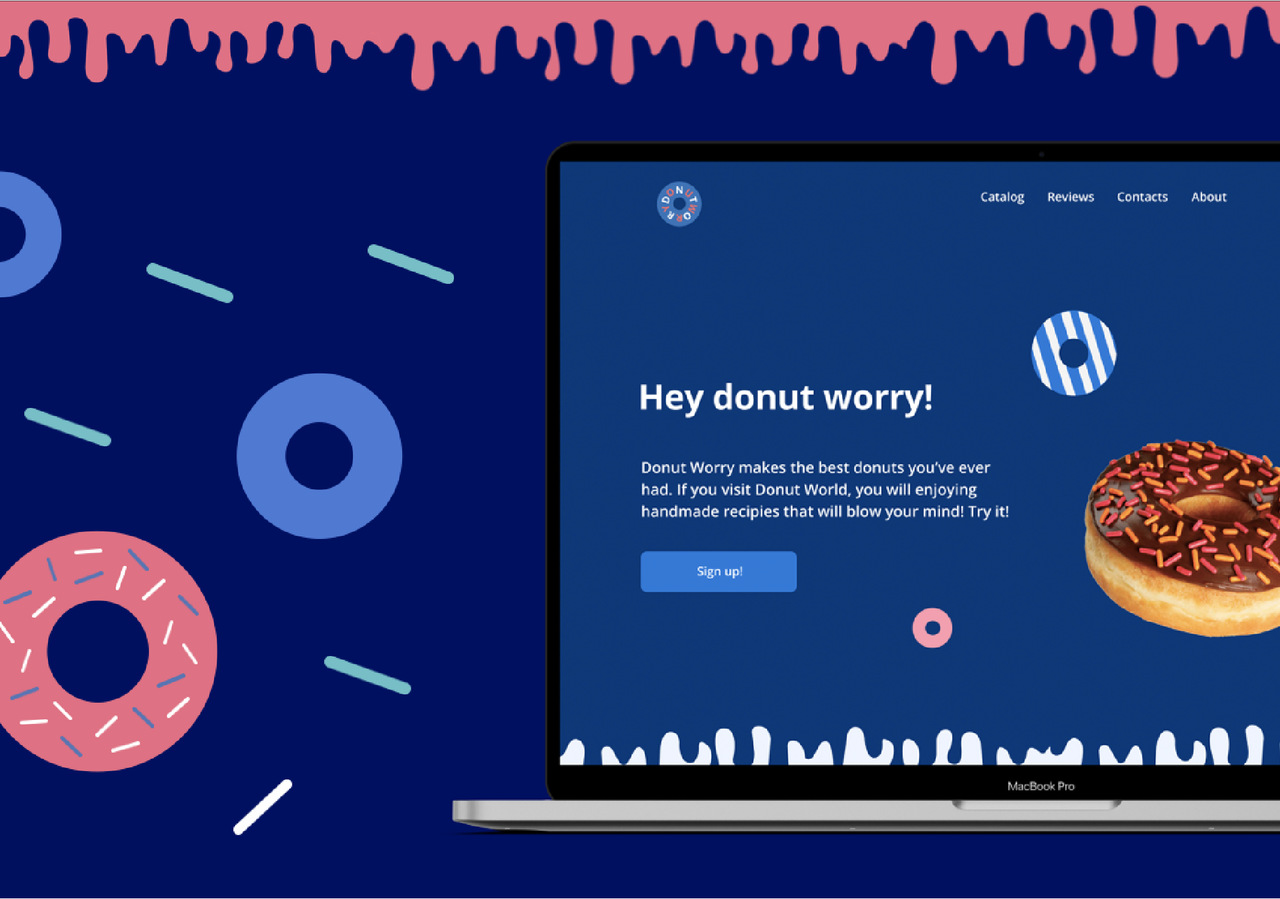 DONUT WORRY
Catalog Reviews Contacts About
Hey donut worry!
Donut Worry makes the best donuts you’ve ever
had. If you visit Donut World, you will enjoying
handmade recipies that will blow your mind! Try it!
Sign up!
MacBook Pro